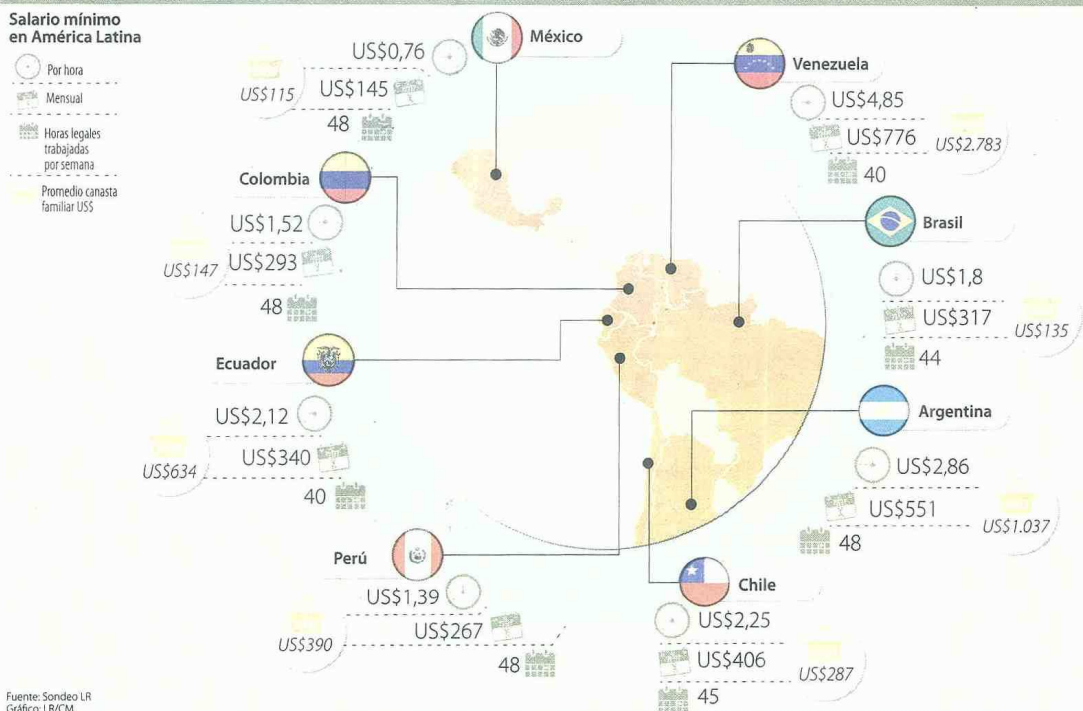 Salario mínimo
en América Latina
Por hora
Mensual
Horas legales
trabajadas
por semana
Promedio canasta
familiar US$
México
US$0,76
US$145
US$115
48
Venezuela
US$4,85
US$776
US$2.783
40
Colombia
US$1,52
US$293
US$147
48
Brasil
US$1,8
US$317
US$135
44
Ecuador
US$2,12
US$340
US$634
40
Argentina
US$2,86
US$551
US$1.037
48
Perú
US$1,39
US$267
US$390
48
Chile
US$2,25
US$406
US$287
45
Fuente: Sondeo LR
Gráfico: LR/CM